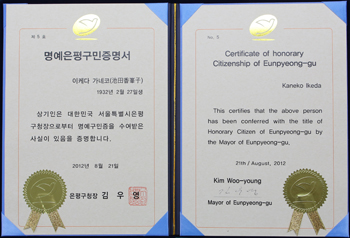 제 5 호
명예은평구민증명서
이케다 가네코(池田香峯子)
1932년 2월 27일생
상기인은 대한민국 서울특별시은평
구청장으로부터 명예구민증을 수여받은
사실이 있음을 증명합니다.
2012년 8월 21일
은평구청장 김 우 영
No. 5
Certificate of honorary
Citizenship of Eunpyeong-gu
Kaneko Ikeda
This certifies that the above person
has been conferred with the title of
Honorary Citizen of Eunpyeong-gu by
the Mayor of Eunpyeong-gu.
21th / August, 2012
Kim Woo-young
Mayor of Eunpyeong-gu